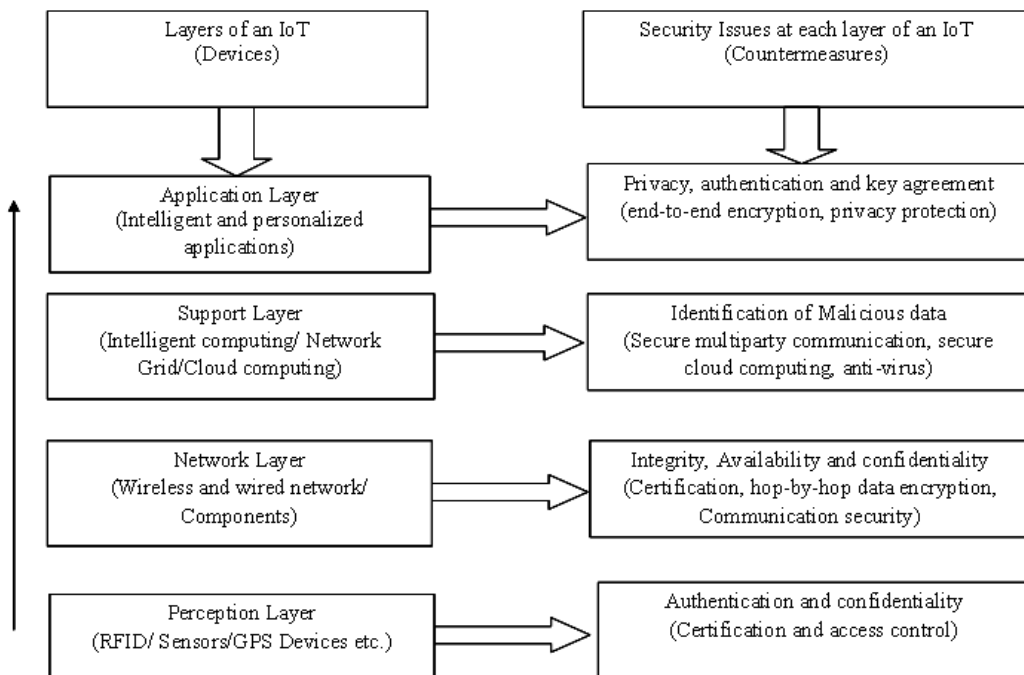 Layers of an IoT
(Devices)
Security Issues at each layer of an IoT
(Countermeasures)
Application Layer
(Intelligent and personalized
applications)
Privacy, authentication and key agreement
(end-to-end encryption, privacy protection)
Support Layer
(Intelligent computing/ Network
Grid/Cloud computing)
Identification of Malicious data
(Secure multiparty communication, secure
cloud computing, anti-virus)
Network Layer
(Wireless and wired network/
Components)
Integrity, Availability and confidentiality
(Certification, hop-by-hop data encryption,
Communication security)
Perception Layer
(RFID/ Sensors/GPS Devices etc.)
Authentication and confidentiality
(Certification and access control)